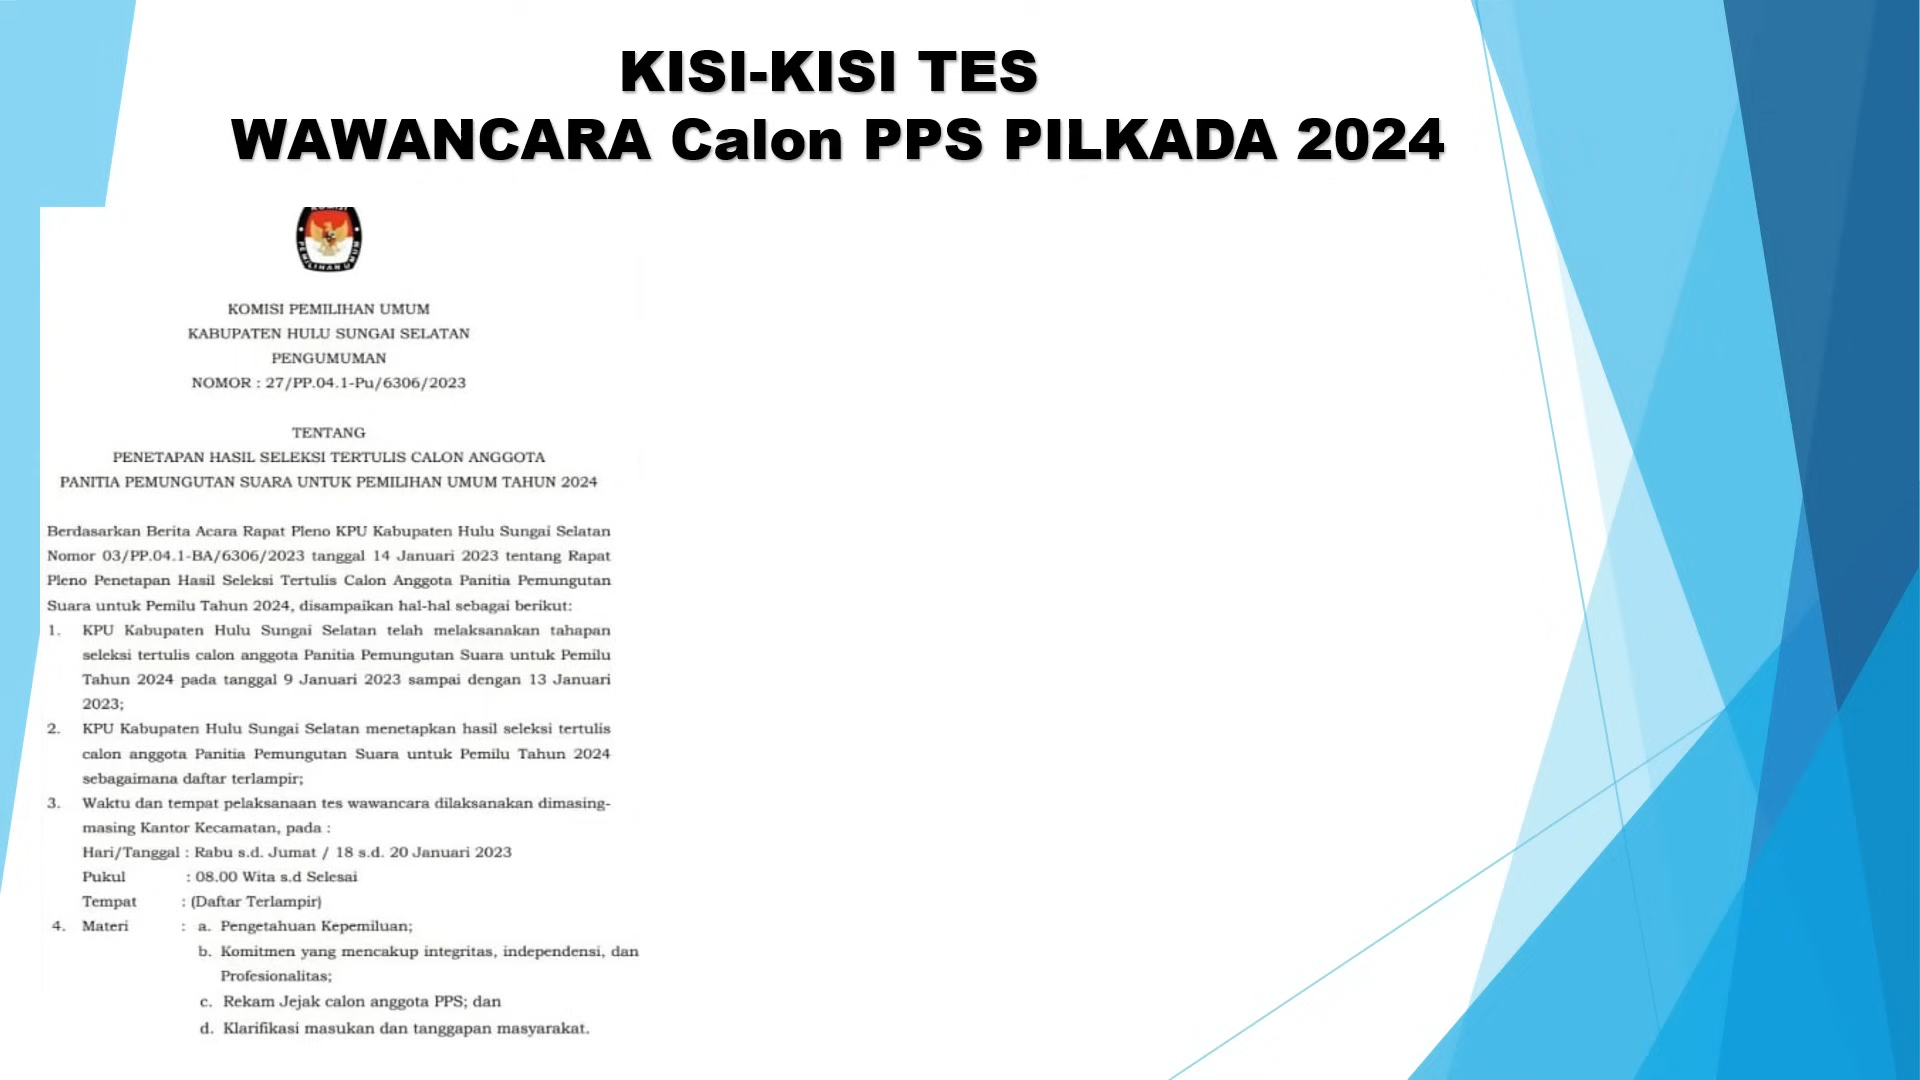 KISI-KISI TES
WAWANCARA Calon PPS PILKADA 2024
PEMILIHAN UMUM
KOMISI PEMILIHAN UMUM
KABUPATEN HULU SUNGAI SELATAN
PENGUMUMAN
NOMOR : 27/PP.04.1-Pu/6306/2023
TENTANG
PENETAPAN HASIL SELEKSI TERTULIS CALON ANGGOTA
PANITIA PEMUNGUTAN SUARA UNTUK PEMILIHAN UMUM TAHUN 2024
Berdasarkan Berita Acara Rapat Pleno KPU Kabupaten Hulu Sungai Selatan
Nomor 03/PP.04.1-BA/6306/2023 tanggal 14 Januari 2023 tentang Rapat
Pleno Penetapan Hasil Seleksi Tertulis Calon Anggota Panitia Pemungutan
Suara untuk Pemilu Tahun 2024, disampaikan hal-hal sebagai berikut:
1. KPU Kabupaten Hulu Sungai Selatan telah melaksanakan tahapan
seleksi tertulis calon anggota Panitia Pemungutan Suara untuk Pemilu
Tahun 2024 pada tanggal 9 Januari 2023 sampai dengan 13 Januari
2023;
2. KPU Kabupaten Hulu Sungai Selatan menetapkan hasil seleksi tertulis
calon anggota Panitia Pemungutan Suara untuk Pemilu Tahun 2024
sebagaimana daftar terlampir;
3. Waktu dan tempat pelaksanaan tes wawancara dilaksanakan dimasing-
masing Kantor Kecamatan, pada :
Hari/Tanggal : Rabu s.d. Jumat / 18 s.d. 20 Januari 2023
Pukul : 08.00 Wita s.d Selesai
Tempat : (Daftar Terlampir)
4. Materi : a. Pengetahuan Kepemiluan;
b. Komitmen yang mencakup integritas, independensi, dan
Profesionalitas;
c. Rekam Jejak calon anggota PPS; dan
d. Klarifikasi masukan dan tanggapan masyarakat.